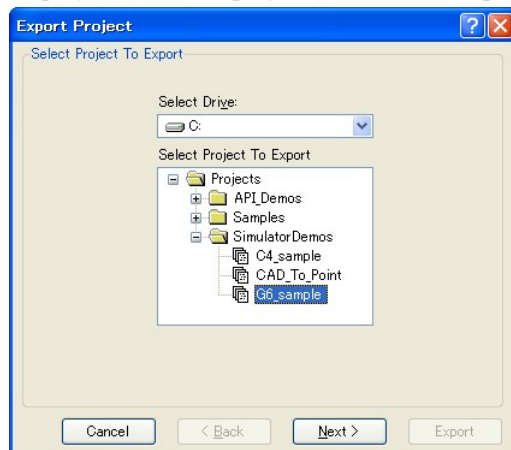 Export Project
Select Project To Export
Select Drive:
C:
Select Project To Export
Projects
API_Demos
Samples
SimulatorDemos
C4_sample
CAD_To_Point
G6_sample
Cancel
< Back
Next >
Export